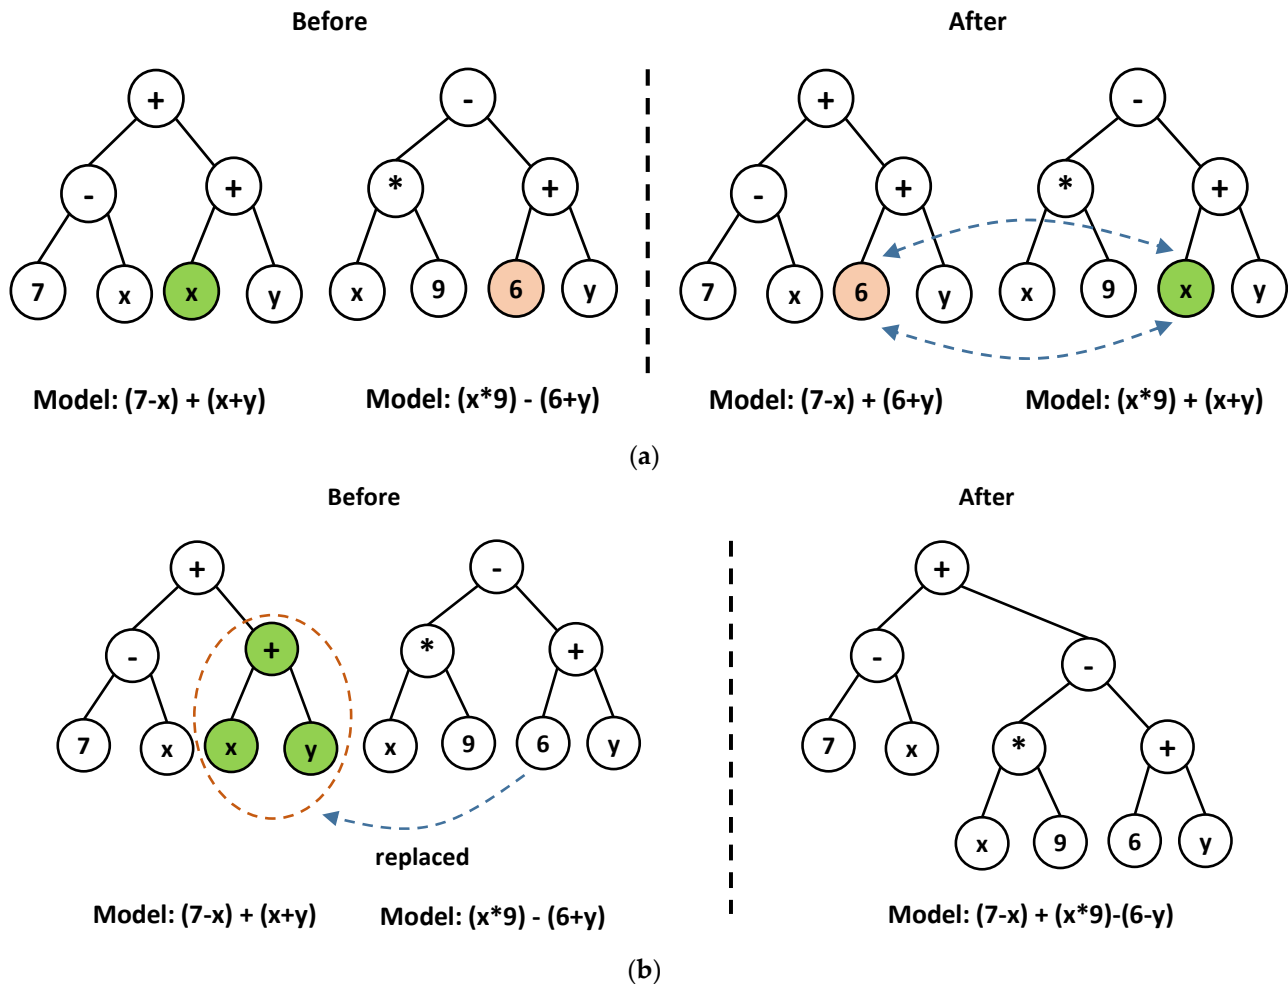 Before After
+ - + -
- + * + - + * +
7 x x y x 9 6 y 7 x 6 y x 9 x y
Model: (7-x) + (x+y) Model: (x*9) - (6+y) Model: (7-x) + (6+y) Model: (x*9) + (x+y)
(a)
Before After
+ - +
- + * + - -
7 x x y x 9 6 y 7 x * +
x 9 6 y
replaced
Model: (7-x) + (x+y) Model: (x*9) - (6+y) Model: (7-x) + (x*9)-(6-y)
(b)